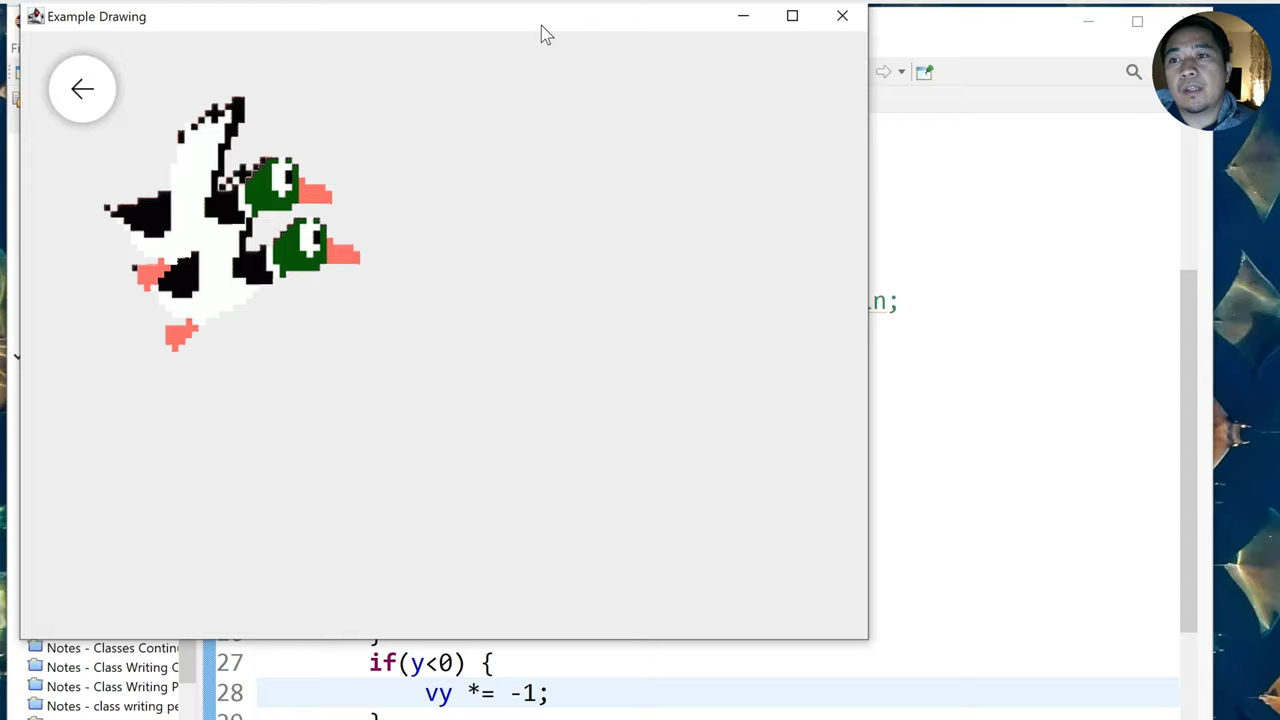 Example Drawing
n;
Notes - Classes Continu
27 if(y<0) {
Notes - Class Writing C
28 vy *= -1;
Notes - Class Writing P
}
Notes - class writing pe